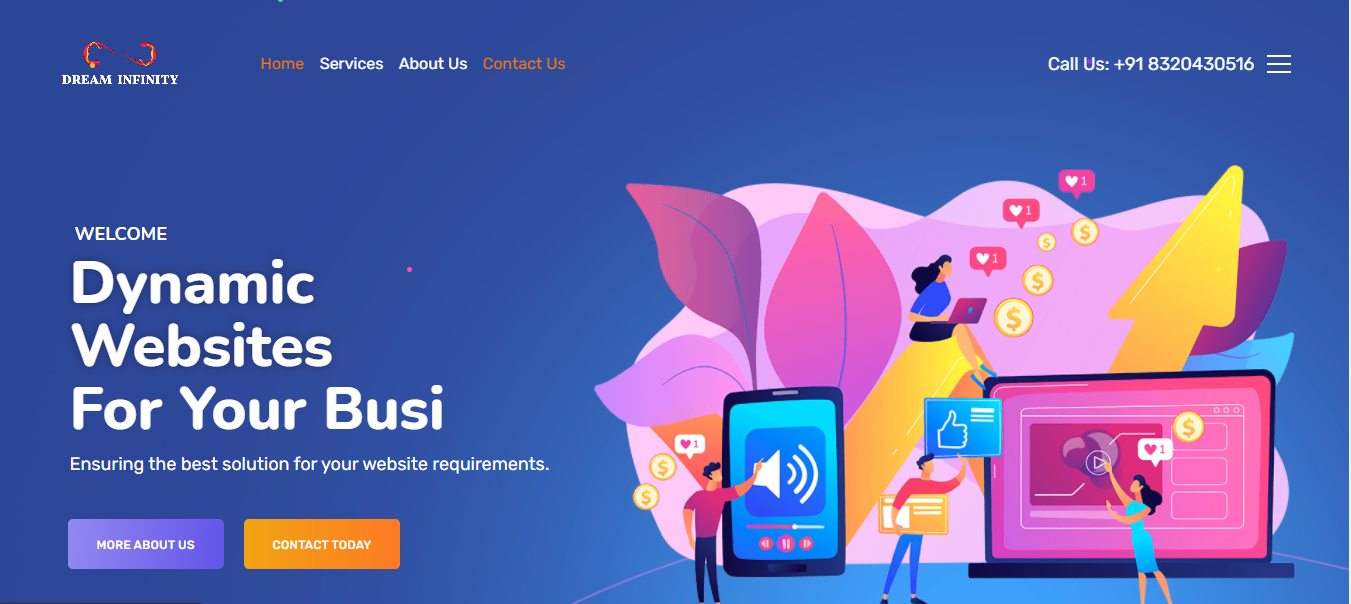 DREAM INFINITY
Home Services About Us Contact Us
Call Us: +91 8320430516
WELCOME
Dynamic
Websites
For Your Busi
Ensuring the best solution for your website requirements.
MORE ABOUT US
CONTACT TODAY
1
1
1
1
1
$
$
$
$
$
$
$